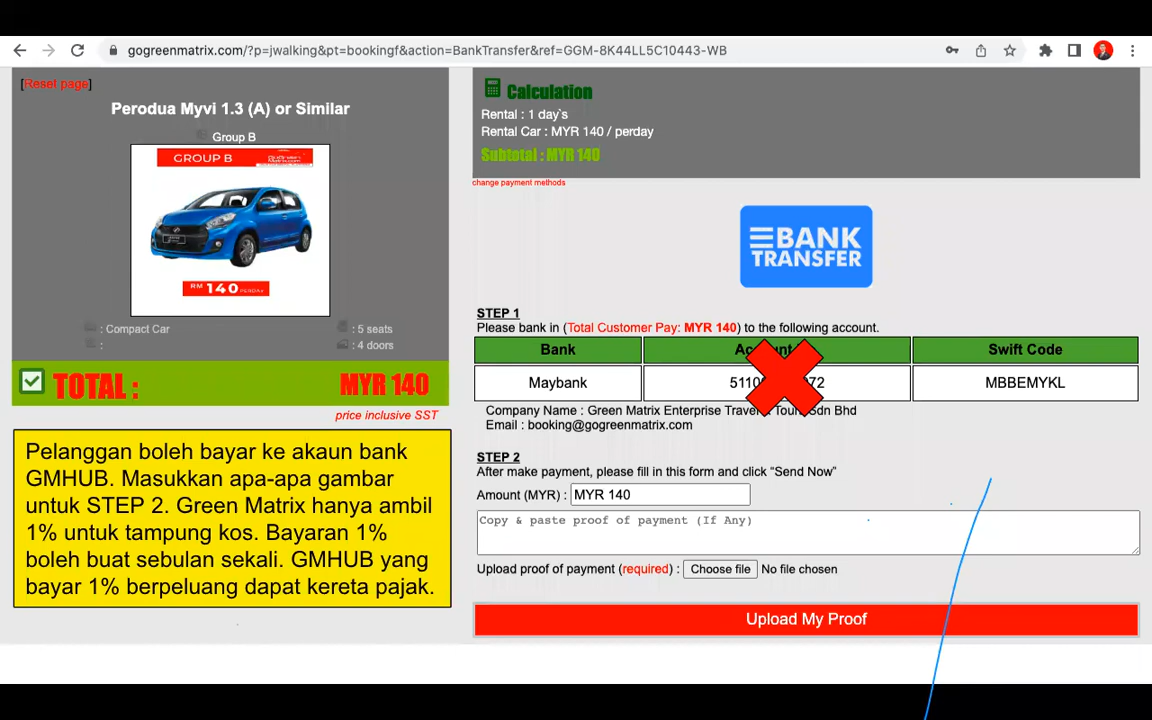 gogreenmatrix.com/?p=jwalking&pt=bookingf&action=BankTransfer&ref=GGM-8K44LL5C10443-WB
[Reset page]
Perodua Myvi 1.3 (A) or Similar
Group B
GROUP B
RM 140 PERDAY
: Compact Car
: 5 seats
:
: 4 doors
TOTAL :
MYR 140
price inclusive SST
Pelanggan boleh bayar ke akaun bank
GMHUB. Masukkan apa-apa gambar
untuk STEP 2. Green Matrix hanya ambil
1% untuk tampung kos. Bayaran 1%
boleh buat sebulan sekali. GMHUB yang
bayar 1% berpeluang dapat kereta pajak.
Calculation
Rental : 1 day`s
Rental Car : MYR 140 / perday
Subtotal : MYR 140
change payment methods
BANK
TRANSFER
STEP 1
Please bank in (Total Customer Pay: MYR 140) to the following account.
Bank
Swift Code
Maybank
MBBEMYKL
Company Name : Green Matrix Enterprise Travel Tours Sdn Bhd
Email : booking@gogreenmatrix.com
STEP 2
After make payment, please fill in this form and click “Send Now”
Amount (MYR) : MYR 140
Copy & paste proof of payment (If Any)
Upload proof of payment (required) : Choose file No file chosen
Upload My Proof